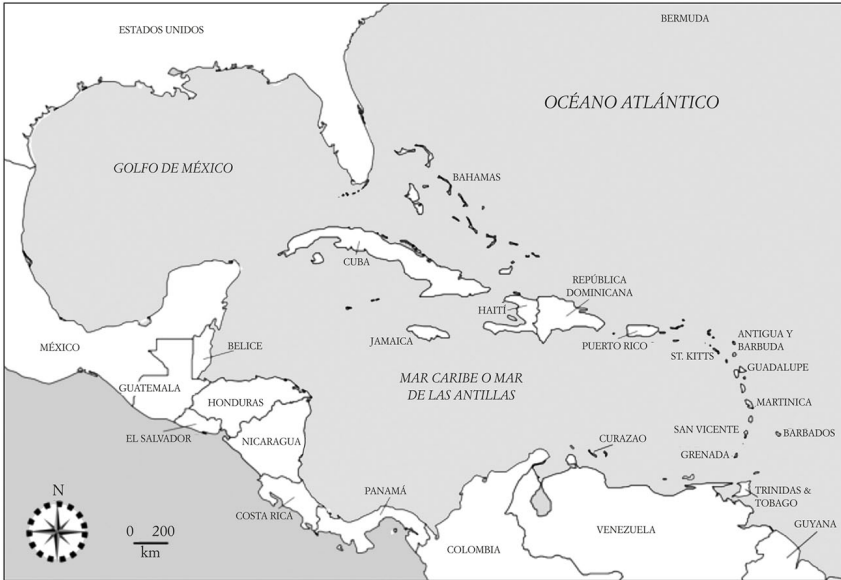 BERMUDA
ESTADOS UNIDOS
OCÉANO ATLÁNTICO
GOLFO DE MÉXICO
BAHAMAS
CUBA
REPÚBLICA
DOMINICANA
HAITÍ
JAMAICA
PUERTO RICO
ANTIGUA Y
BARBUDA
ST. KITTS
GUADALUPE
MÉXICO
BELICE
MAR CARIBE O MAR
DE LAS ANTILLAS
GUATEMALA
HONDURAS
MARTINICA
EL SALVADOR
NICARAGUA
SAN VICENTE
BARBADOS
CURAZAO
GRENADA
N
PANAMÁ
TRINIDAS &
TOBAGO
COSTA RICA
0 200
km
VENEZUELA
GUYANA
COLOMBIA